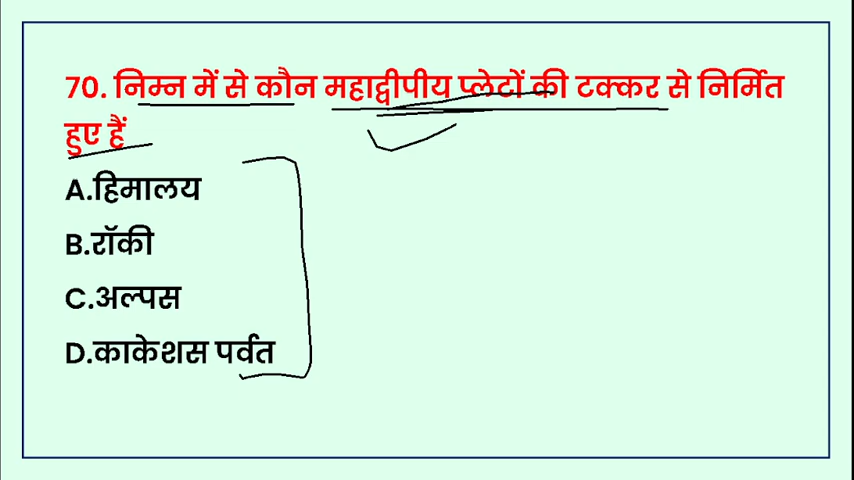 70. निम्न में से कौन महाद्वीपीय प्लेटों की टक्कर से निर्मित
हुए हैं
A.हिमालय
B.रॉकी
C.अल्पस
D.काकेशस पर्वत